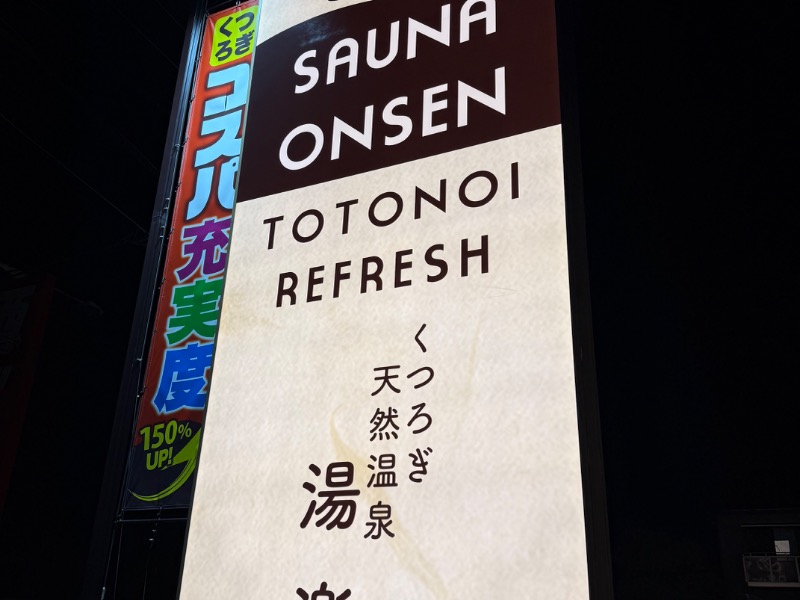 SAUNA
ONSEN
TOTONOI
REFRESH
くつろぎ
天然温泉
湯
くつろぎ
コスパ充実度
150%
UP!